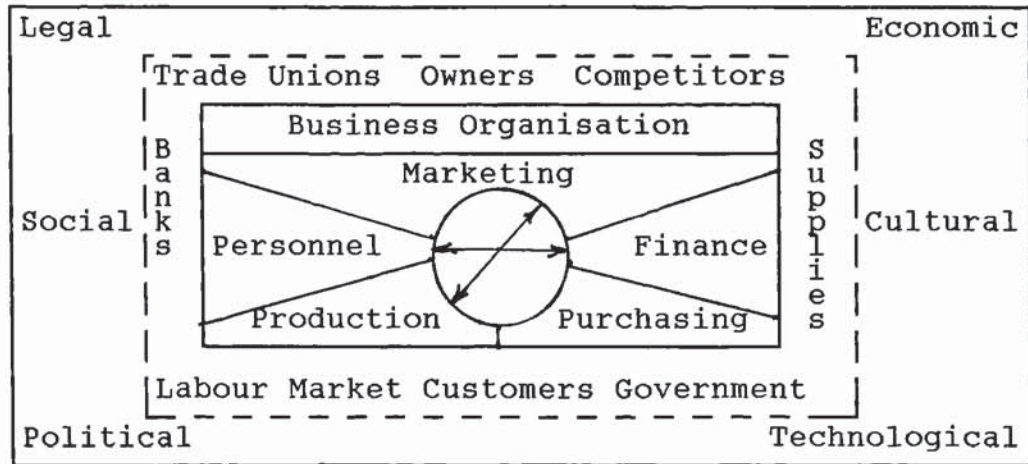 Legal Economic
Trade Unions Owners Competitors
Business Organisation
Banks
Supplies
Marketing
Social
Cultural
Personnel Finance
Production Purchasing
Labour Market Customers Government
Political Technological